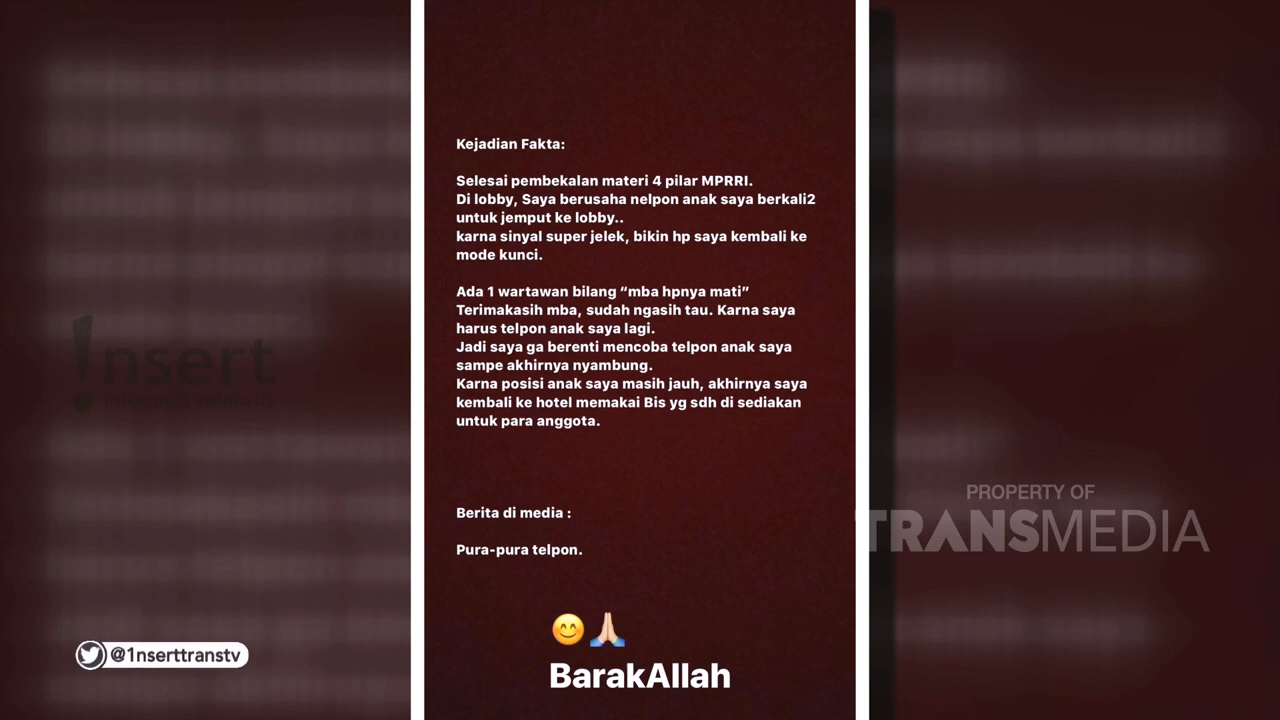 Kejadian Fakta:
Selesai pembekalan materi 4 pilar MPRRI.
Di lobby, Saya berusaha nelpon anak saya berkali2
untuk jemput ke lobby..
karna sinyal super jelek, bikin hp saya kembali ke
mode kunci.
Ada 1 wartawan bilang “mba hpnya mati”
Terimakasih mba, sudah ngasih tau. Karna saya
harus telpon anak saya lagi.
Jadi saya ga berenti mencoba telpon anak saya
sampe akhirnya nyambung.
Karna posisi anak saya masih jauh, akhirnya saya
kembali ke hotel memakai Bis yg sdh di sediakan
untuk para anggota.
Berita di media :
Pura-pura telpon.
😊🙏🏻
BarakAllah
1nsert
PROPERTY OF
TRANSMEDIA
@1nserttranstv